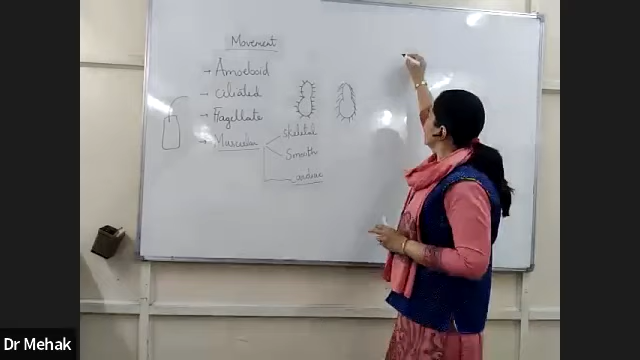 Movement
→ Amoeboid
→ ciliated
→ Flagellate
→ Muscular
skeletal
Smooth
cardiac
Dr Mehak